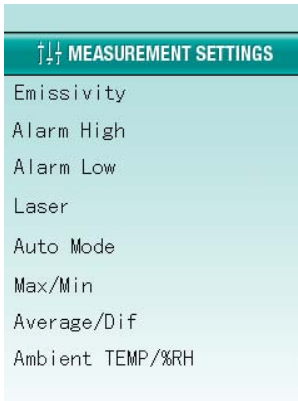 MEASUREMENT SETTINGS
Emissivity
Alarm High
Alarm Low
Laser
Auto Mode
Max/Min
Average/Dif
Ambient TEMP/%RH